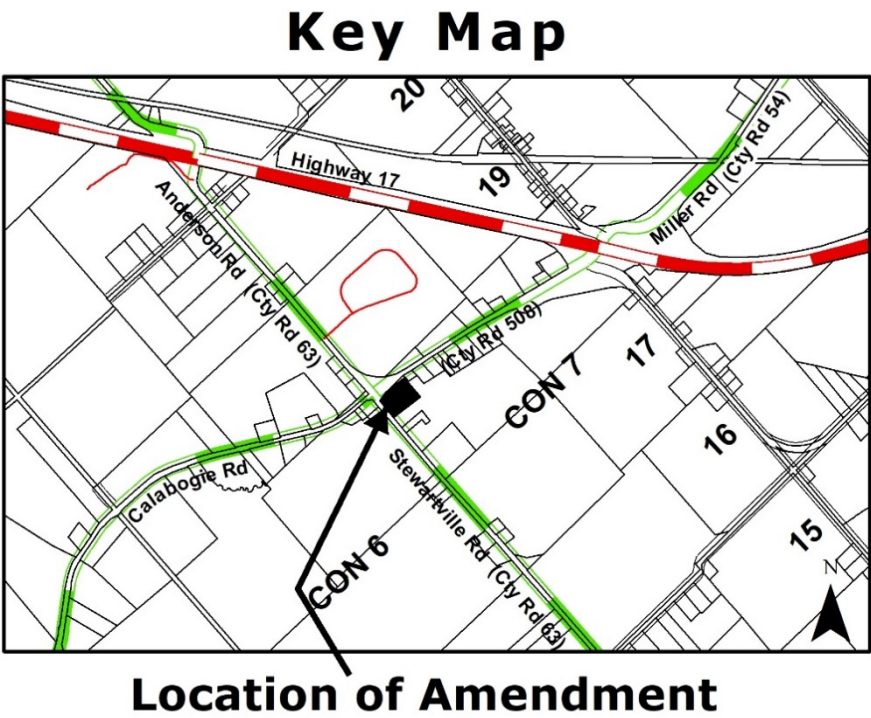 Key Map
20
Highway 17
19
Miller Rd (Cty Rd 54)
Anderson Rd (Cty Rd 63)
(Cty Rd 508)
17
CON 7
16
Calabogie Rd
Stewartville Rd (Cty Rd 63)
15
CON 6
N
Location of Amendment